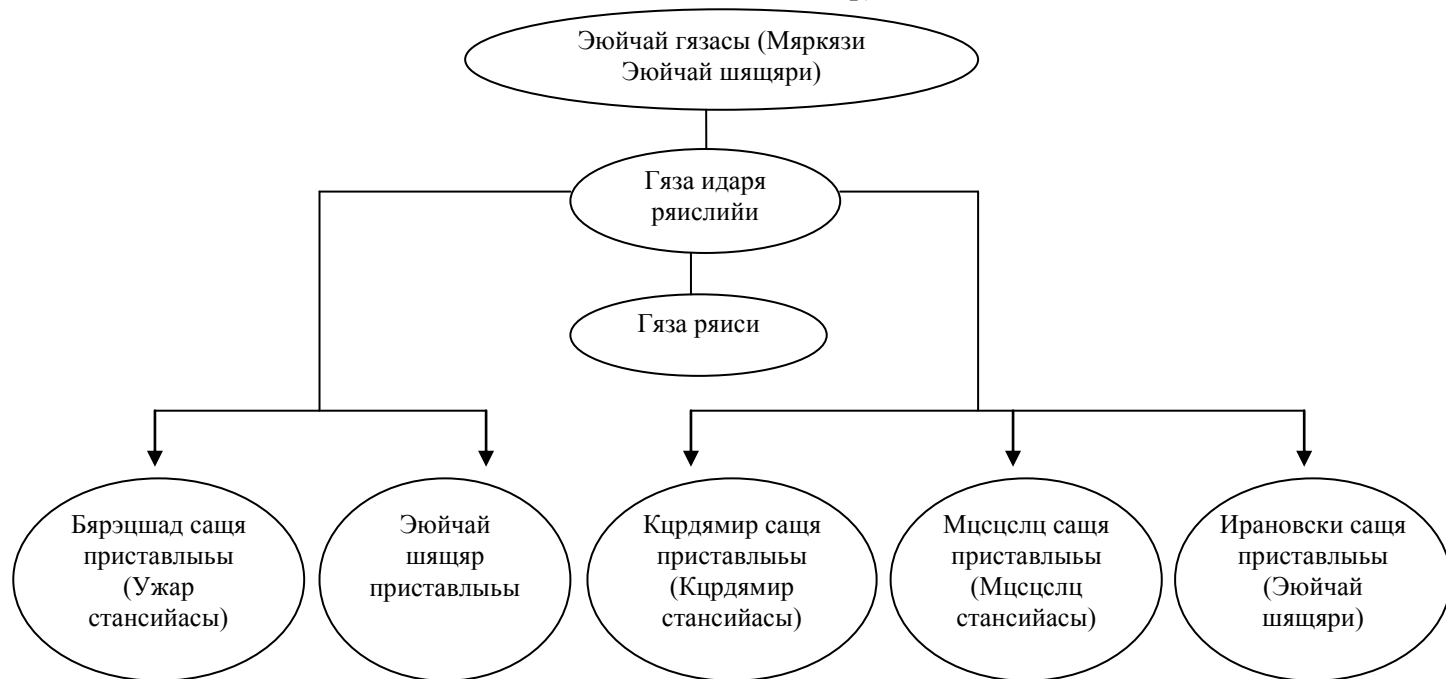 Эюйчай гязасы (Мяркязи
Эюйчай шящяри)
Гяза идаря
ряислийи
Гяза ряиси
Бярэцшад сащя
приставлыьы
(Ужар
стансийасы)
Эюйчай
шящяр
приставлыьы
Кцрдямир сащя
приставлыьы
(Кцрдямир
стансийасы)
Мцсцслц сащя
приставлыьы
(Мцсцслц
стансийасы)
Ирановски сащя
приставлыьы
(Эюйчай
шящяри)